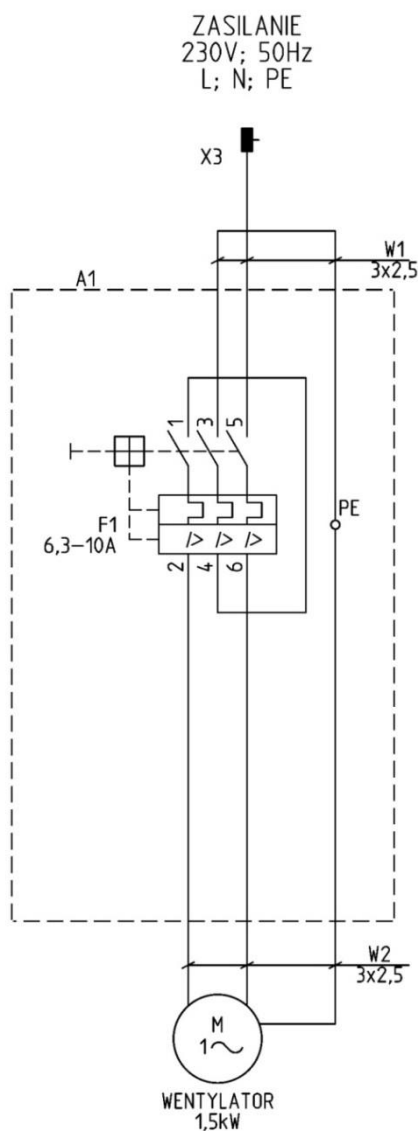 ZASILANIE
230V; 50Hz
L; N; PE
X3
W1
3x2,5
A1
1 3 5
PE
F1
6,3-10A
I> I> I>
2 4 6
W2
3x2,5
M
1~
WENTYLATOR
1,5kW